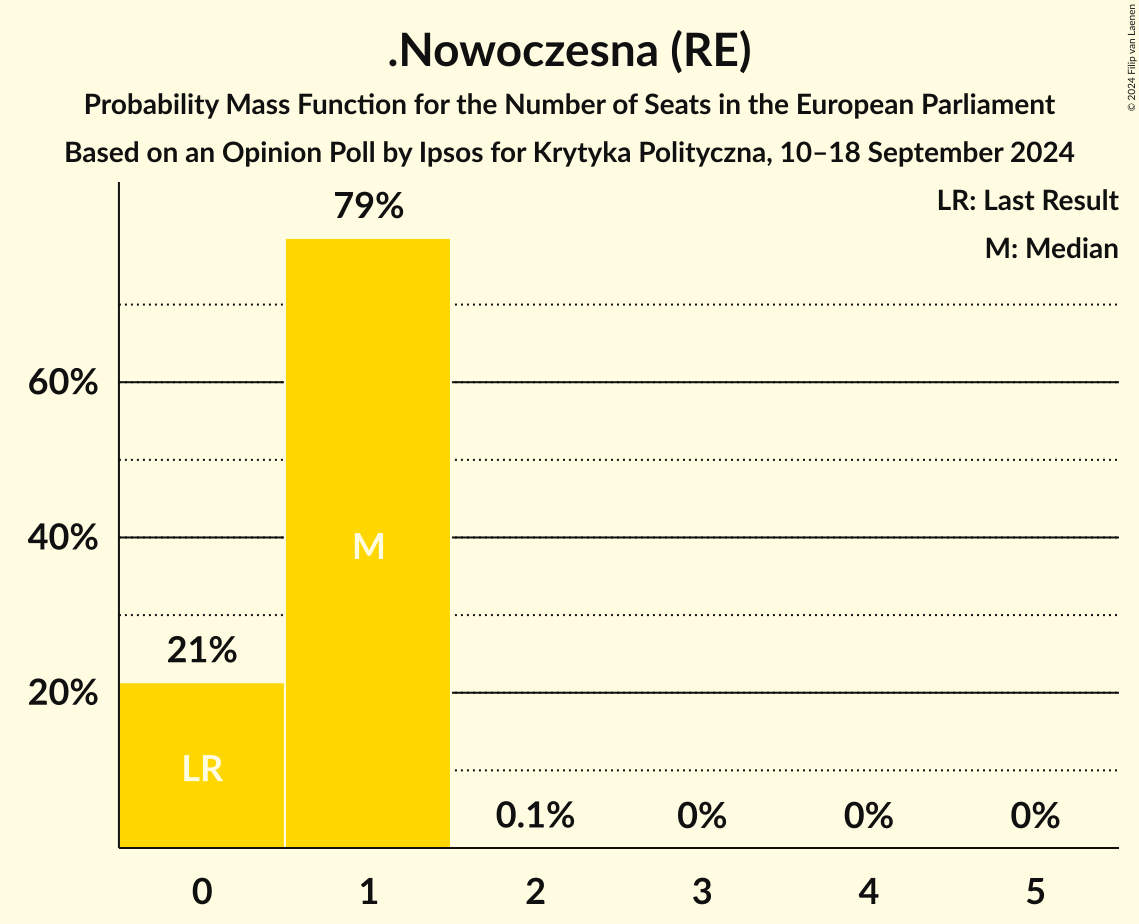 .Nowoczesna (RE)
Probability Mass Function for the Number of Seats in the European Parliament
Based on an Opinion Poll by Ipsos for Krytyka Polityczna, 10–18 September 2024
© 2024 Filip van Laenen
LR: Last Result
M: Median
79%
60%
40%
M
21%
20%
LR
0.1%
0%
0%
0%
0
1
2
3
4
5